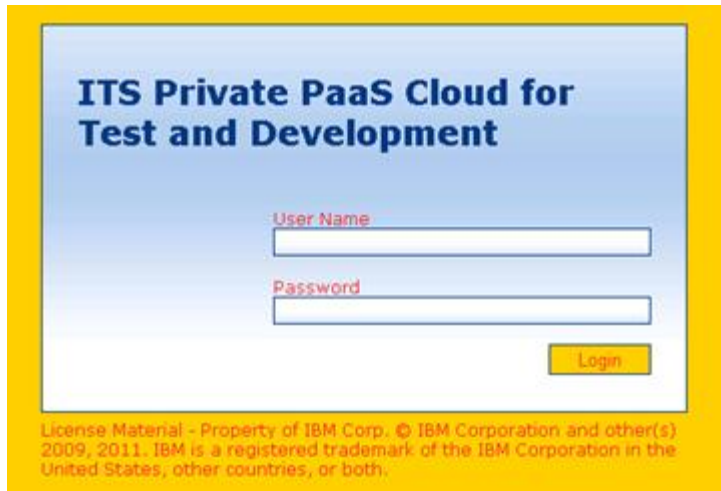 ITS Private PaaS Cloud for
Test and Development
User Name
Password
Login
License Material - Property of IBM Corp. © IBM Corporation and other(s)
2009, 2011. IBM is a registered trademark of the IBM Corporation in the
United States, other countries, or both.